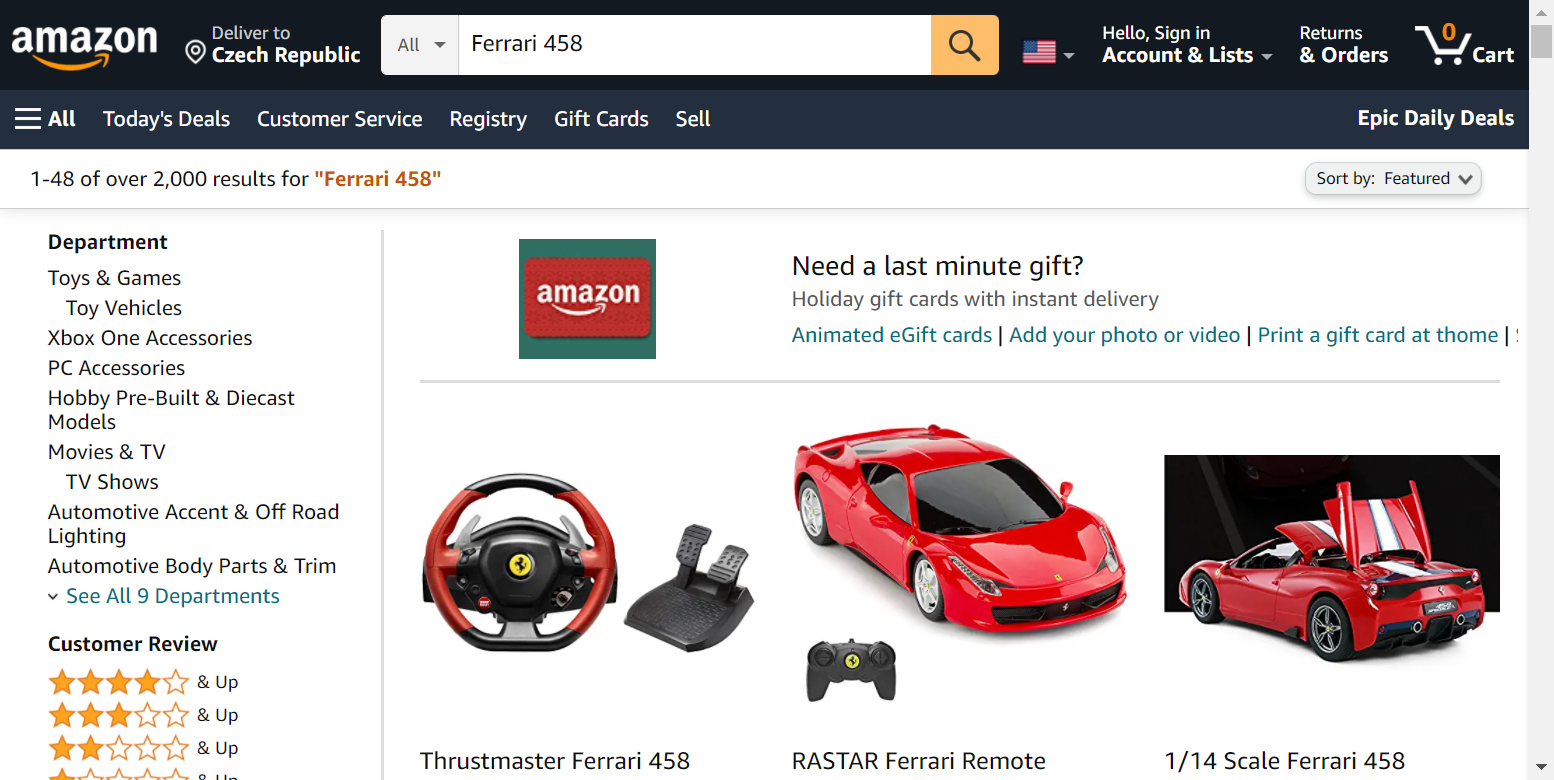 amazon
Deliver to
Czech Republic
All
Ferrari 458
Hello, Sign in
Account & Lists
Returns
& Orders
0
Cart
All
Today's Deals
Customer Service
Registry
Gift Cards
Sell
Epic Daily Deals
1-48 of over 2,000 results for "Ferrari 458"
Sort by: Featured
Department
Toys & Games
Toy Vehicles
Xbox One Accessories
PC Accessories
Hobby Pre-Built & Diecast
Models
Movies & TV
TV Shows
Automotive Accent & Off Road
Lighting
Automotive Body Parts & Trim
See All 9 Departments
Customer Review
& Up
& Up
& Up
& Up
amazon
Need a last minute gift?
Holiday gift cards with instant delivery
Animated eGift cards | Add your photo or video | Print a gift card at thome |
Thrustmaster Ferrari 458
RASTAR Ferrari Remote
1/14 Scale Ferrari 458